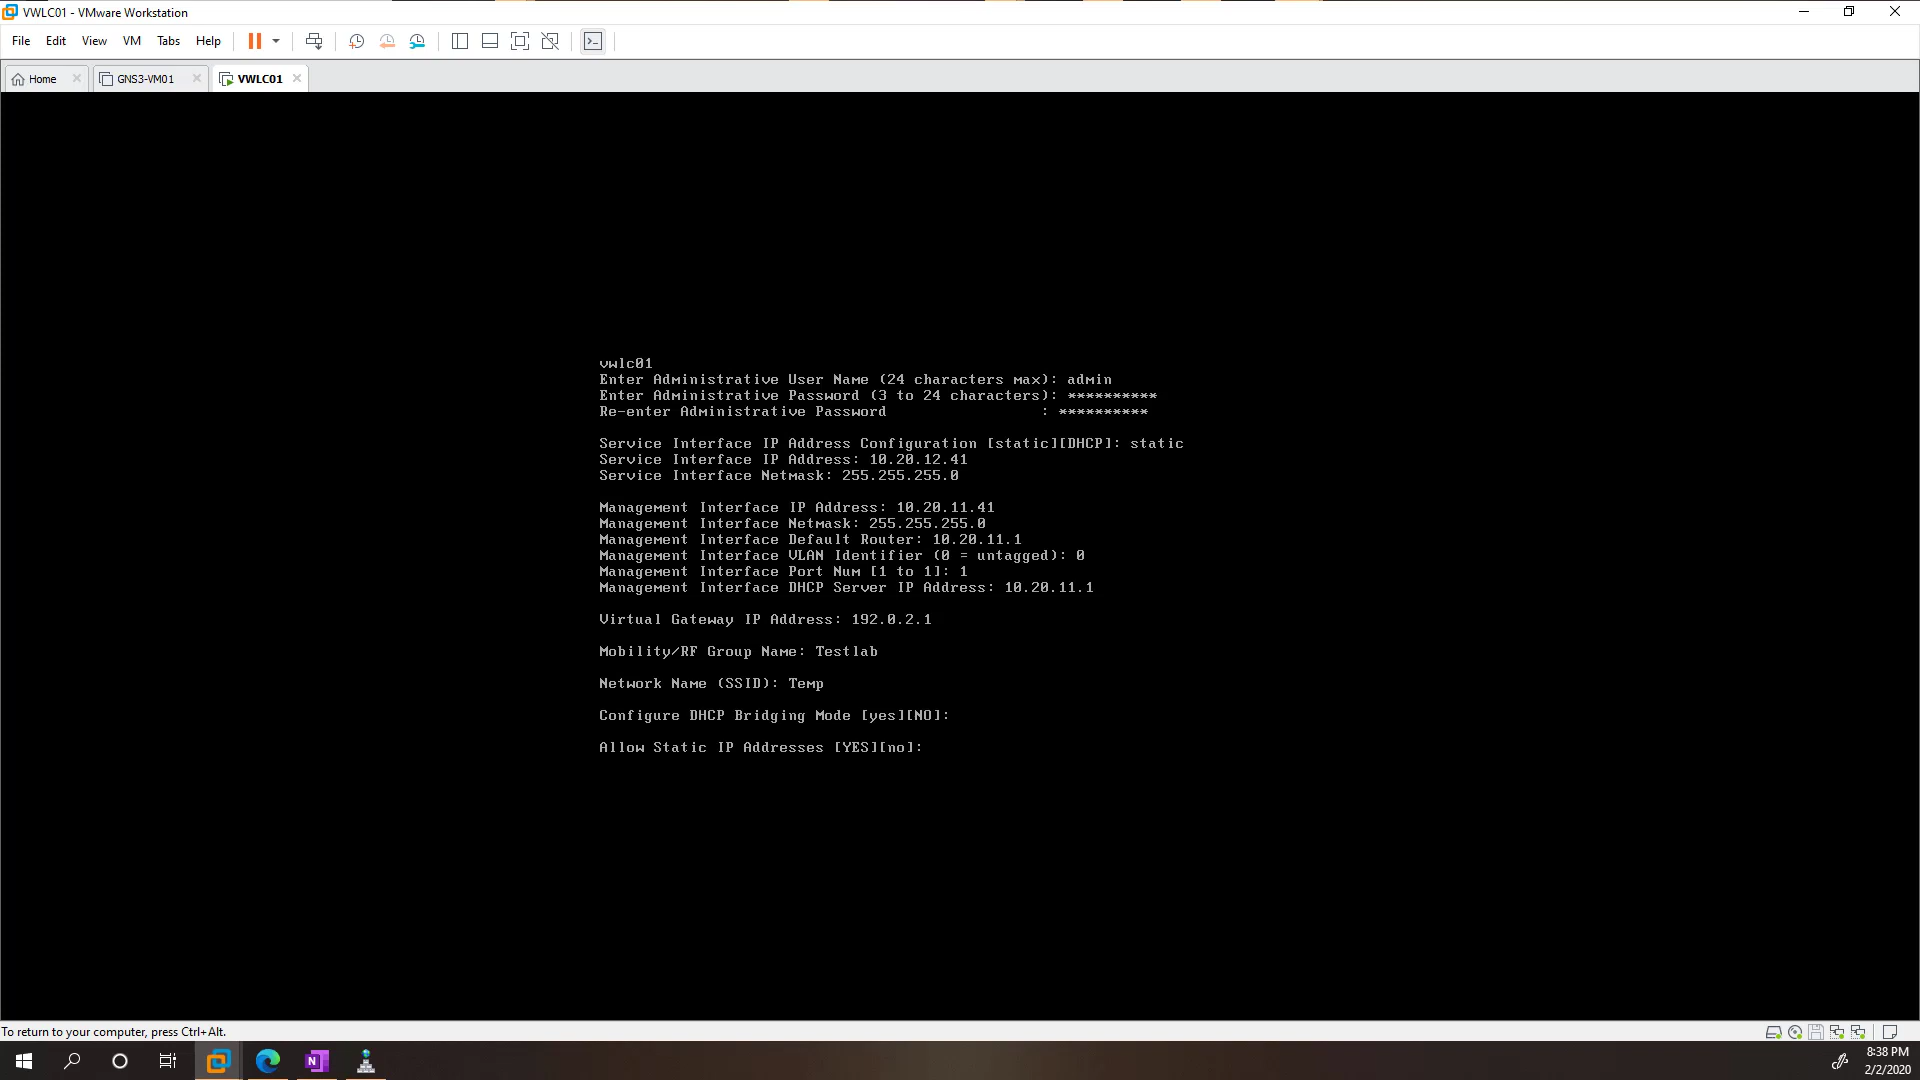 VWLC01 - VMware Workstation
File Edit View VM Tabs Help
Home GNS3-VM01 VWLC01
vwlc01
Enter Administrative User Name (24 characters max): admin
Enter Administrative Password (3 to 24 characters): **********
Re-enter Administrative Password                 : **********
Service Interface IP Address Configuration [static][DHCP]: static
Service Interface IP Address: 10.20.12.41
Service Interface Netmask: 255.255.255.0
Management Interface IP Address: 10.20.11.41
Management Interface Netmask: 255.255.255.0
Management Interface Default Router: 10.20.11.1
Management Interface VLAN Identifier (0 = untagged): 0
Management Interface Port Num [1 to 1]: 1
Management Interface DHCP Server IP Address: 10.20.11.1
Virtual Gateway IP Address: 192.0.2.1
Mobility/RF Group Name: Testlab
Network Name (SSID): Temp
Configure DHCP Bridging Mode [yes][NO]:
Allow Static IP Addresses [YES][no]:
To return to your computer, press Ctrl+Alt.
N
8:38 PM
2/2/2020